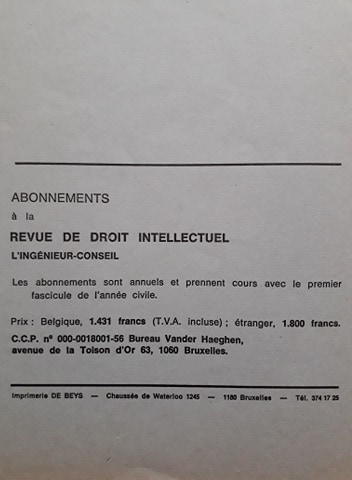 ABONNEMENTS
à la
REVUE DE DROIT INTELLECTUEL
L'INGÉNIEUR-CONSEIL
Les abonnements sont annuels et prennent cours avec le premier
fascicule de l'année civile.
Prix : Belgique, 1.431 francs (T.V.A. incluse) ; étranger, 1.800 francs.
C.C.P. nº 000-0018001-56 Bureau Vander Haeghen,
avenue de la Toison d'Or 63, 1060 Bruxelles.
Imprimerie DE BEYS — Chaussée de Waterloo 1245 — 1180 Bruxelles — Tél. 374 17 25